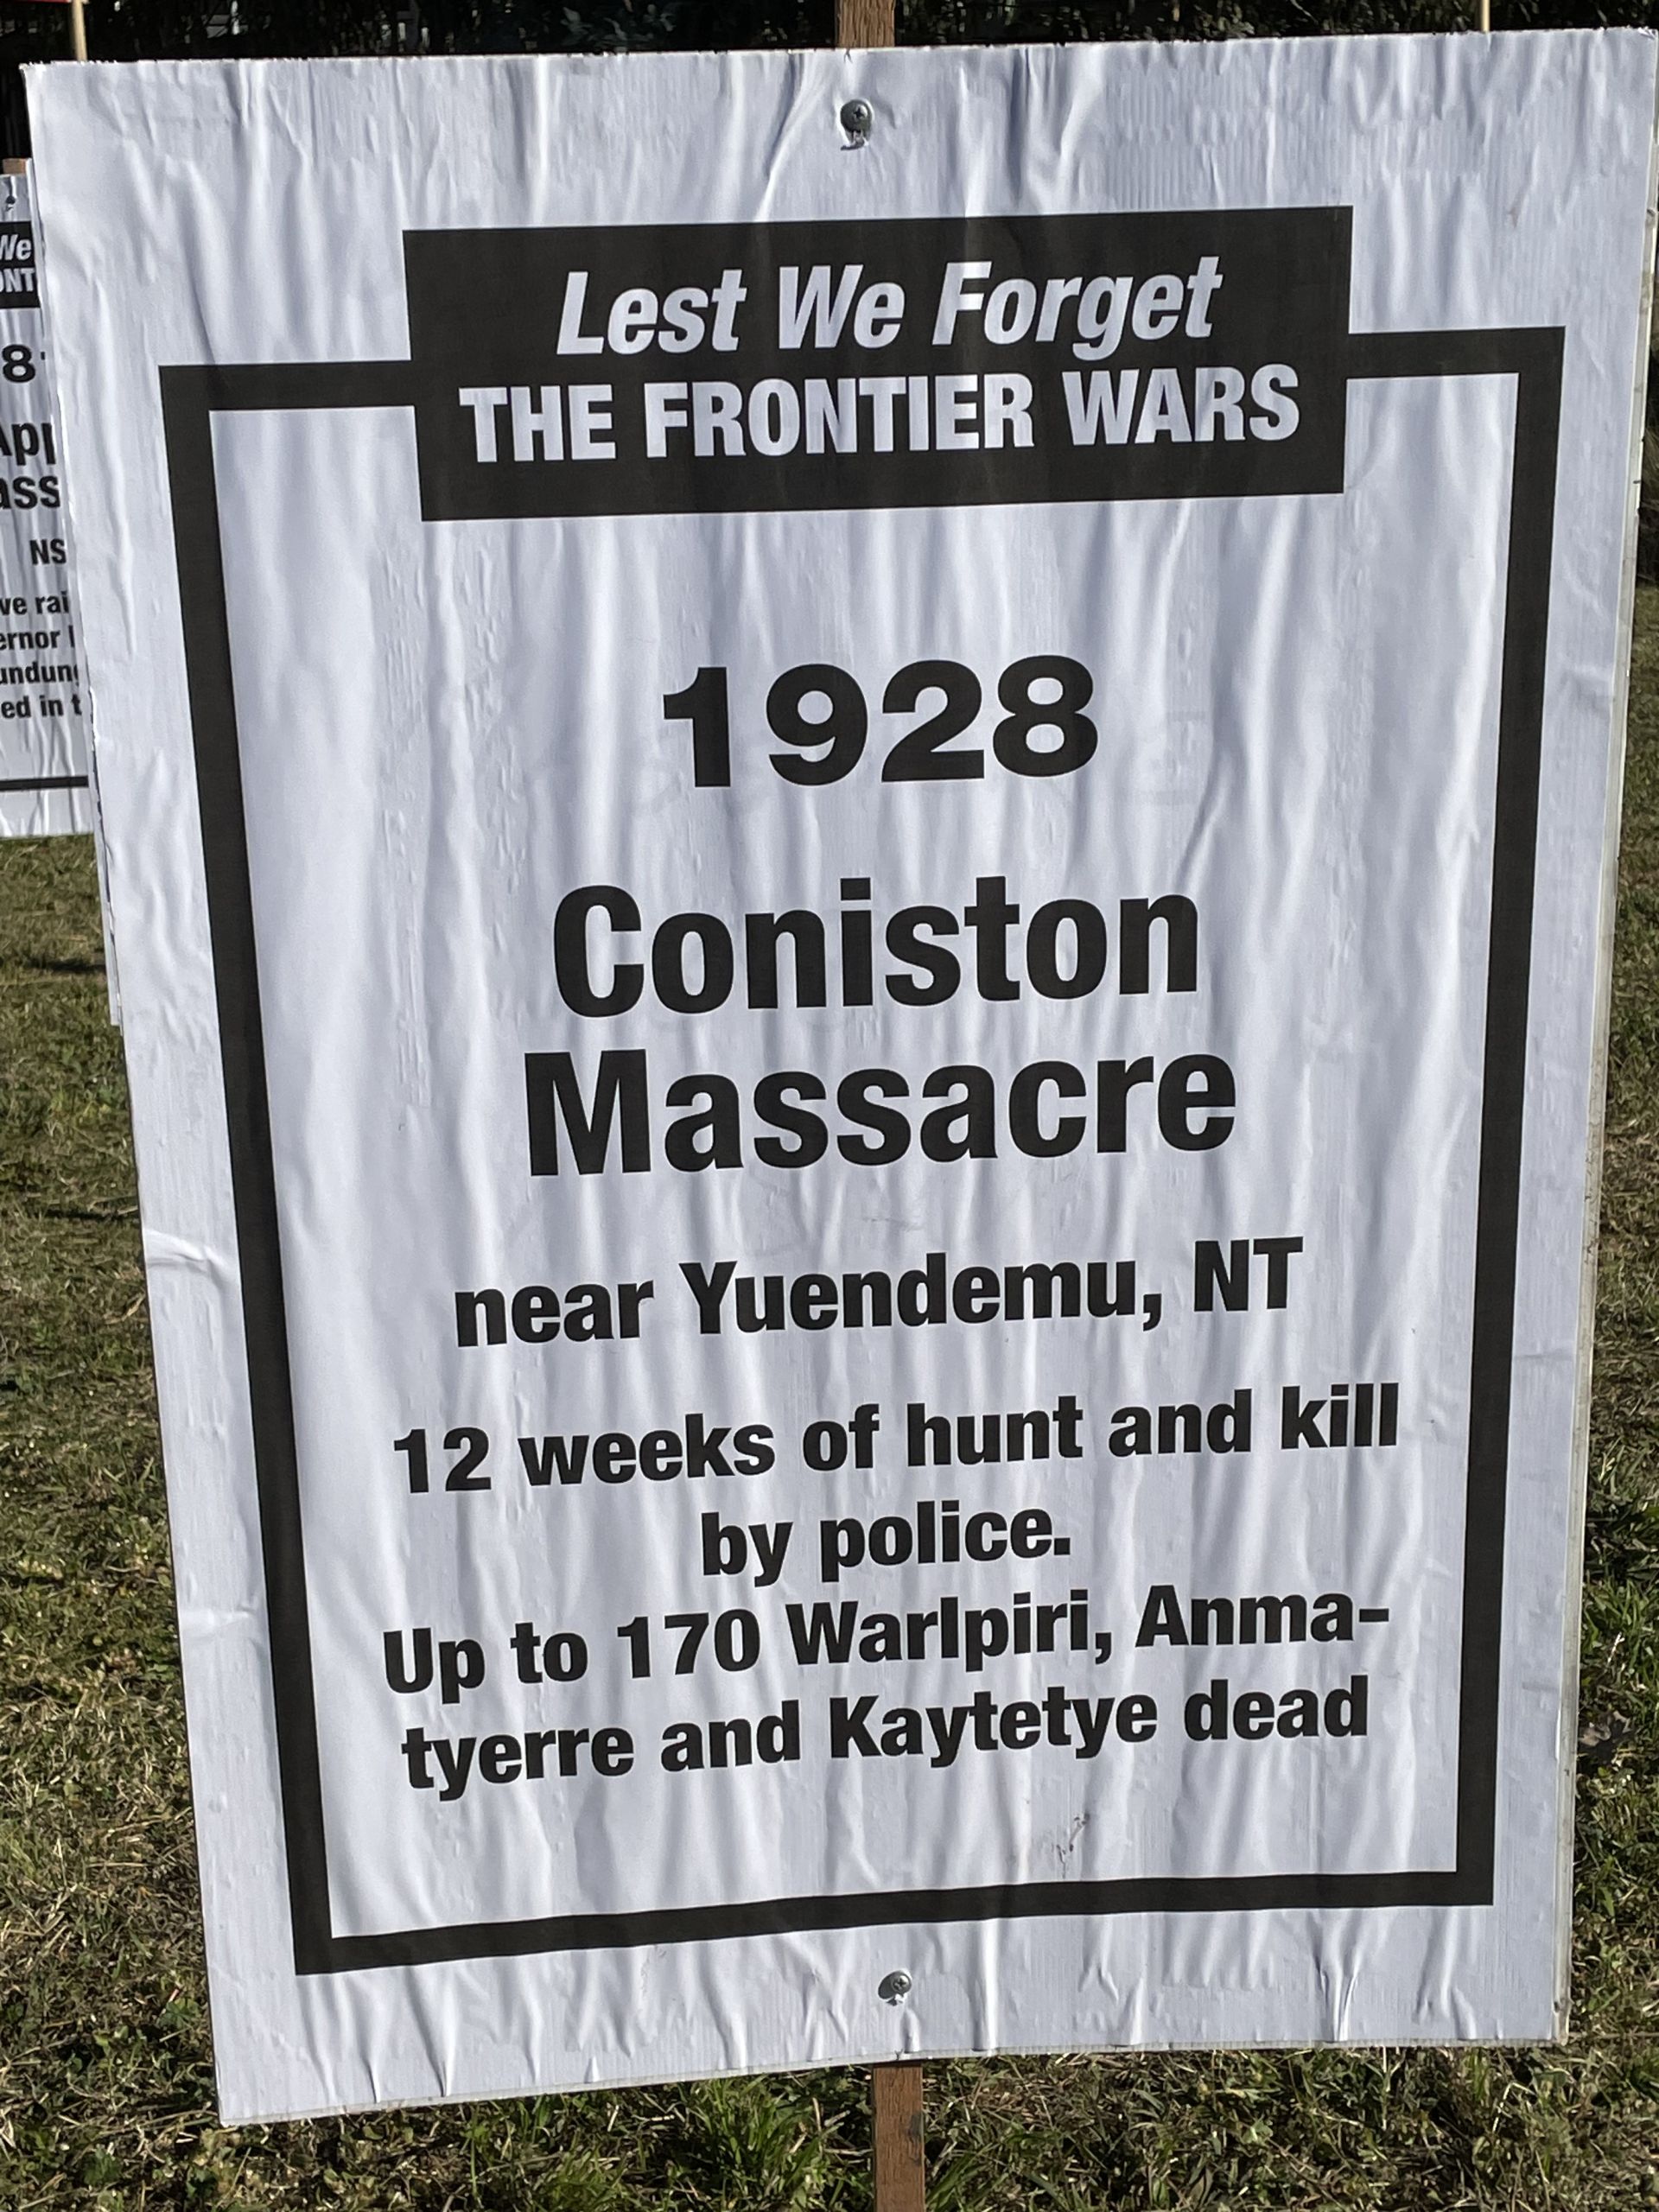 Lest We Forget
THE FRONTIER WARS
1928
Coniston
Massacre
near Yuendemu, NT
12 weeks of hunt and kill
by police.
Up to 170 Warlpiri, Anma-
tyerre and Kaytetye dead
We